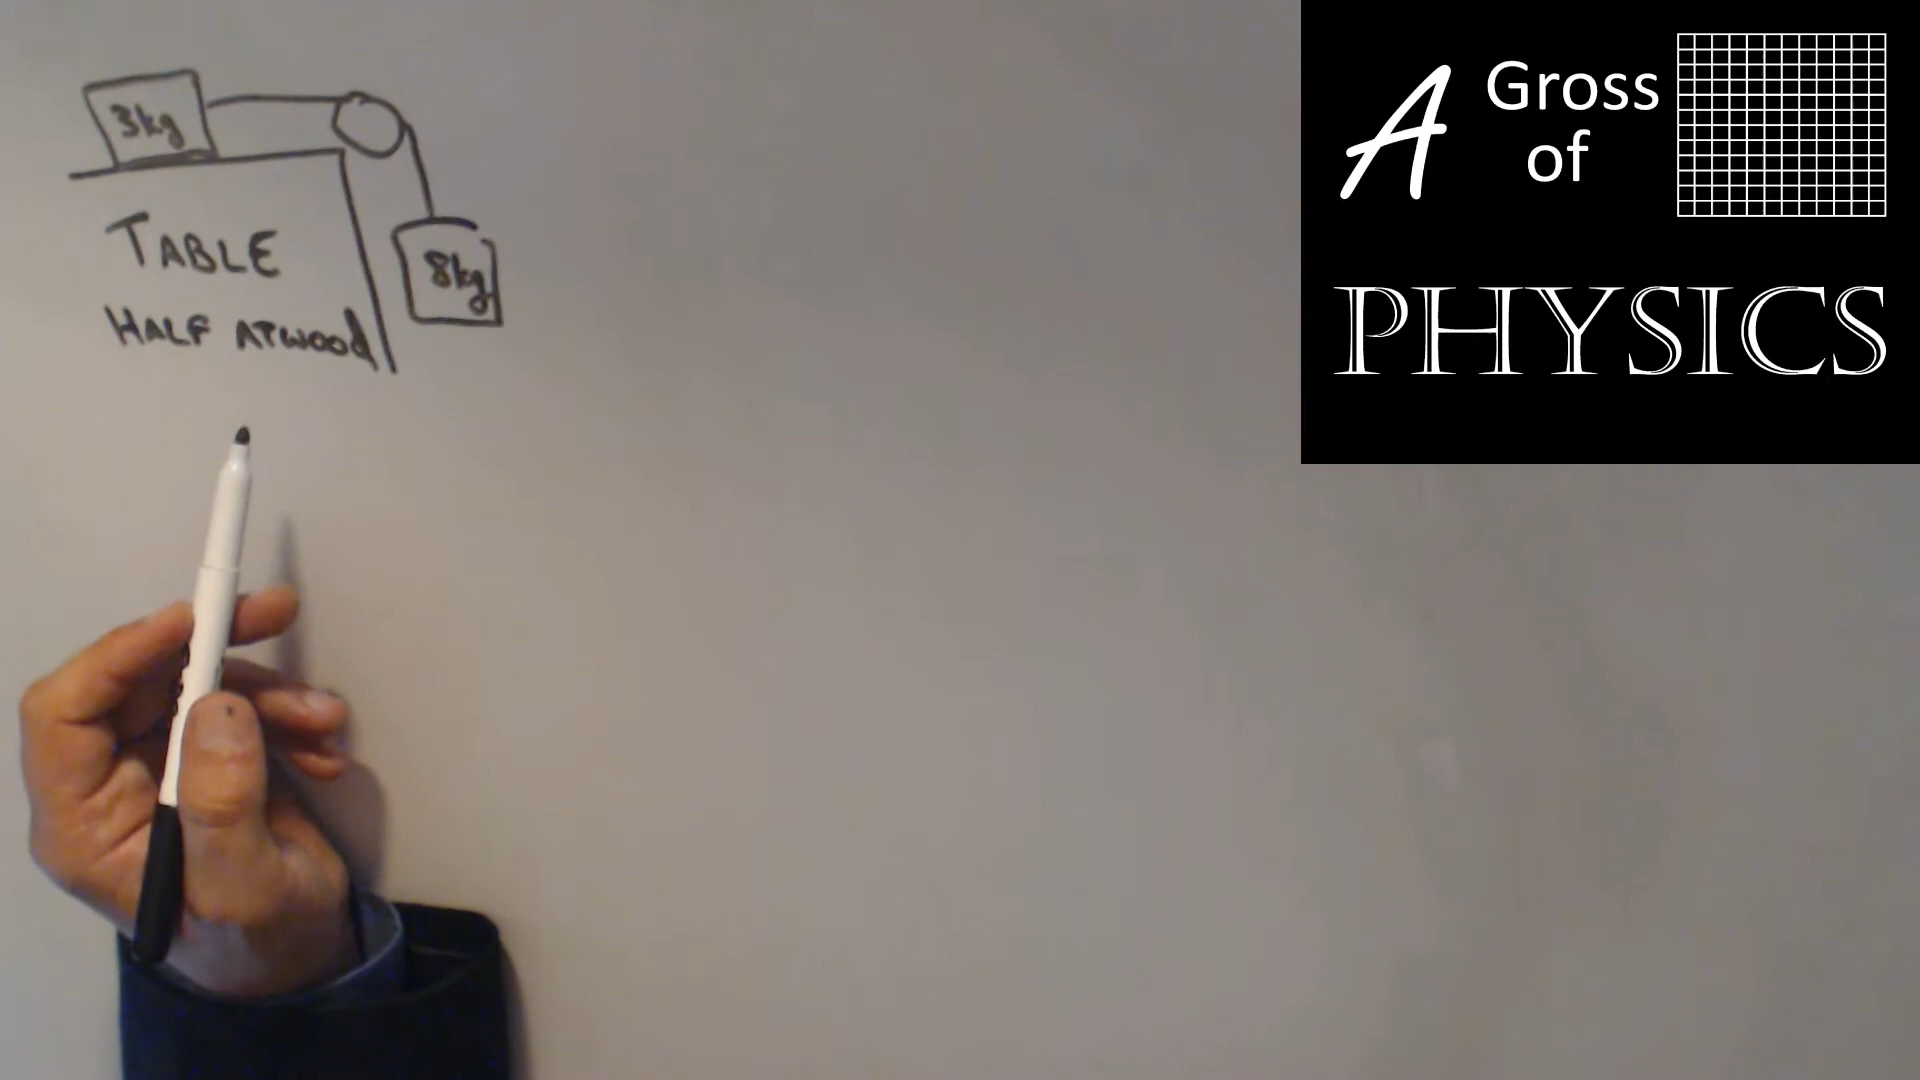 3kg
8kg
TABLE
HALF ATWOOD
A Gross
of
PHYSICS